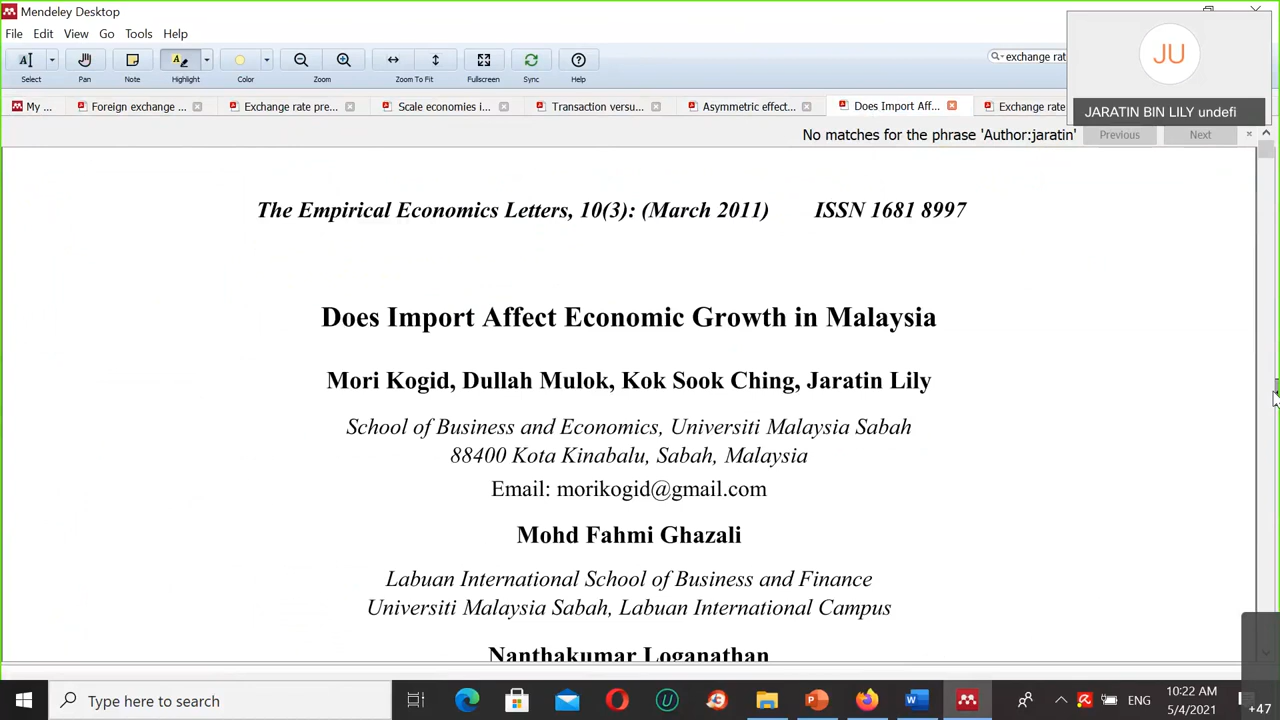 Mendeley Desktop
File Edit View Go Tools Help
JU
Select Pan Note Highlight Color Zoom Zoom To Fit Fullscreen Sync Help
exchange rat
My ... Foreign exchange ... Exchange rate pre... Scale economies i... Transaction versu... Asymmetric effect... Does Import Aff... Exchange rate
JARATIN BIN LILY undefi
No matches for the phrase 'Author:jaratin' Previous Next
The Empirical Economics Letters, 10(3): (March 2011) ISSN 1681 8997
Does Import Affect Economic Growth in Malaysia
Mori Kogid, Dullah Mulok, Kok Sook Ching, Jaratin Lily
School of Business and Economics, Universiti Malaysia Sabah
88400 Kota Kinabalu, Sabah, Malaysia
Email: morikogid@gmail.com
Mohd Fahmi Ghazali
Labuan International School of Business and Finance
Universiti Malaysia Sabah, Labuan International Campus
Nanthakumar Loganathan
Type here to search
ENG
10:22 AM
5/4/2021
+47